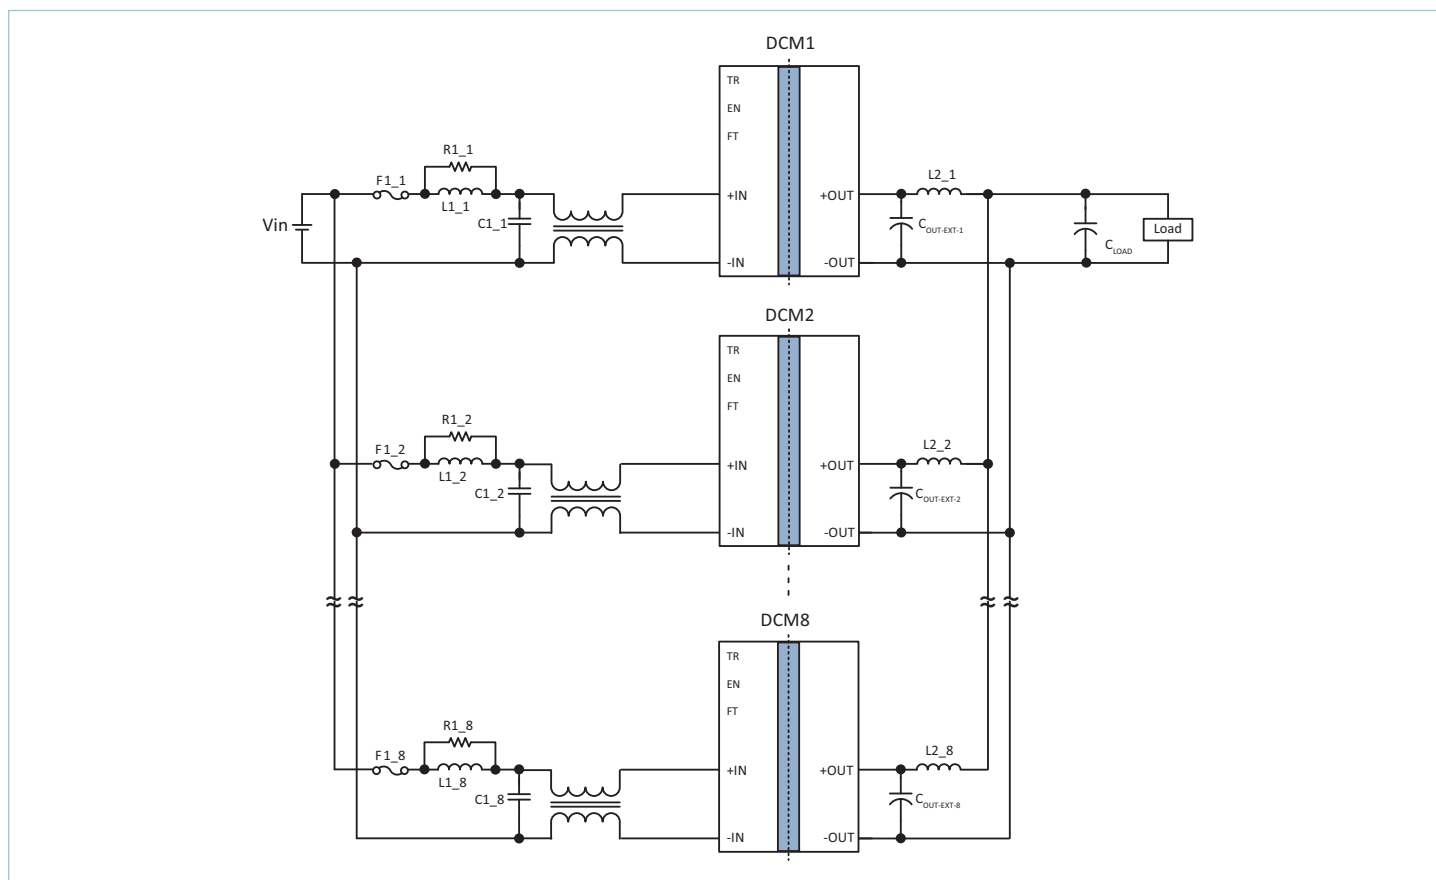 DCM1
TR
EN
FT
R1_1
F1_1
L1_1
C1_1
Vin
+IN
-IN
+OUT
-OUT
L2_1
COUT-EXT-1
CLOAD
Load
DCM2
TR
EN
FT
R1_2
F1_2
L1_2
C1_2
+IN
-IN
+OUT
-OUT
L2_2
COUT-EXT-2
DCM8
TR
EN
FT
R1_8
F1_8
L1_8
C1_8
+IN
-IN
+OUT
-OUT
L2_8
COUT-EXT-8